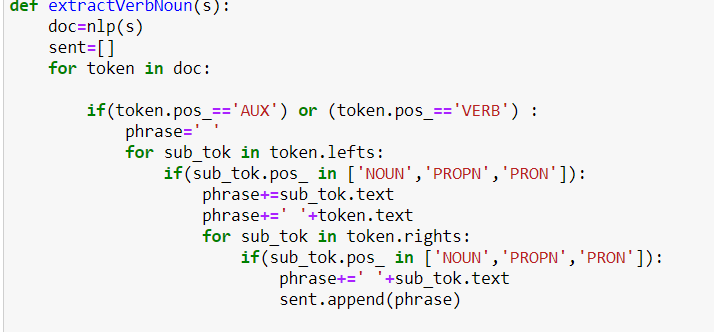 def extractVerbNoun(s):
    doc=nlp(s)
    sent=[]
    for token in doc:
        if(token.pos_=='AUX') or (token.pos_=='VERB') :
            phrase=' '
            for sub_tok in token.lefts:
                if(sub_tok.pos_ in ['NOUN','PROPN','PRON']):
                    phrase+=sub_tok.text
                    phrase+=' '+token.text
                    for sub_tok in token.rights:
                        if(sub_tok.pos_ in ['NOUN','PROPN','PRON']):
                            phrase+=' '+sub_tok.text
                            sent.append(phrase)